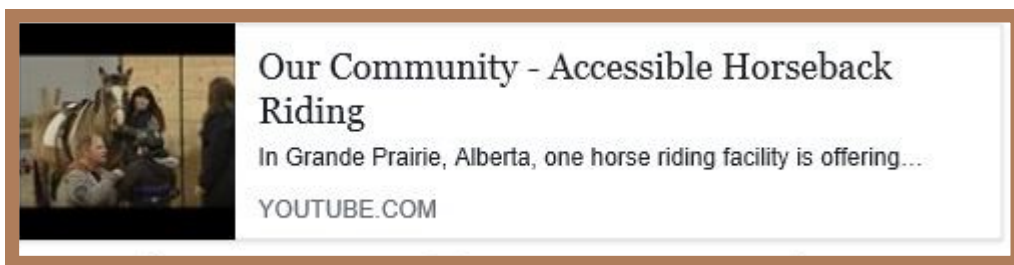 Our Community - Accessible Horseback
Riding
In Grande Prairie, Alberta, one horse riding facility is offering...
YOUTUBE.COM